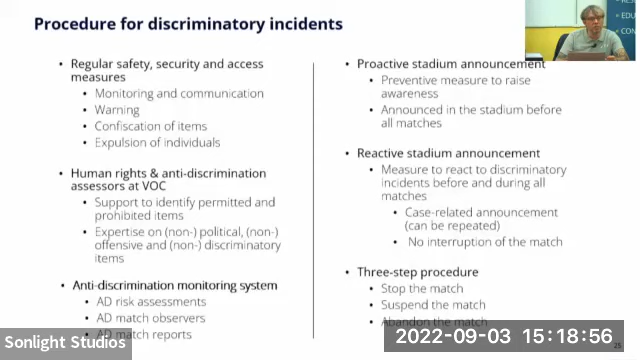 Procedure for discriminatory incidents
• Regular safety, security and access
measures
• Monitoring and communication
• Warning
• Confiscation of items
• Expulsion of individuals
• Human rights & anti-discrimination
assessors at VOC
• Support to identify permitted and
prohibited items
• Expertise on (non-) political, (non-)
offensive and (non-) discriminatory
items
• Anti-discrimination monitoring system
• AD risk assessments
• AD match observers
• AD match reports
• Proactive stadium announcement
• Preventive measure to raise
awareness
• Announced in the stadium before
all matches
• Reactive stadium announcement
• Measure to react to discriminatory
incidents before and during all
matches
• Case-related announcement
(can be repeated)
• No interruption of the match
• Three-step procedure
• Stop the match
• Suspend the match
• Abandon the match
Sonlight Studios
2022-09-03 15:18:56
25